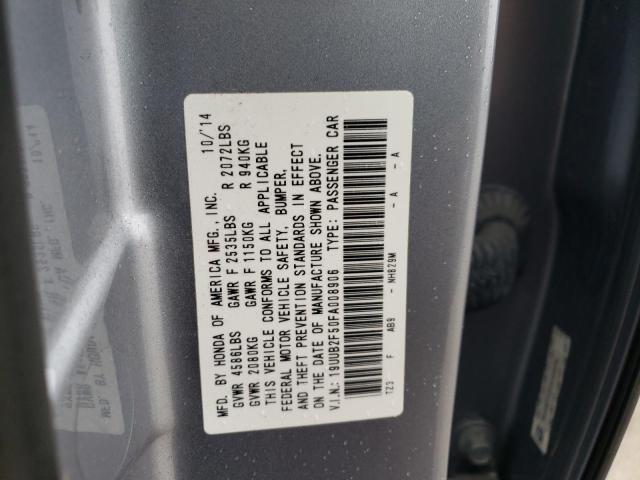 MFD. BY HONDA OF AMERICA MFG., INC. 10/14
GVWR 4586LBS GAWR F 2535LBS R 2072LBS
GVWR 2080KG GAWR F 1150KG R 940KG
THIS VEHICLE CONFORMS TO ALL APPLICABLE
FEDERAL MOTOR VEHICLE SAFETY, BUMPER,
AND THEFT PREVENTION STANDARDS IN EFFECT
ON THE DATE OF MANUFACTURE SHOWN ABOVE.
V.I.N.: 19UUB2F50FA008906 TYPE: PASSENGER CAR
TZ3 F AB9 - NH829M - A - A